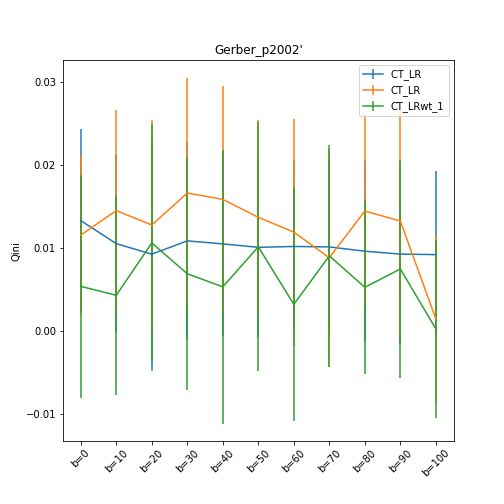 Gerber_p2002'
CT_LR
CT_LR
CT_LRwt_1
Qini
0.03
0.02
0.01
0.00
−0.01
b=0
b=10
b=20
b=30
b=40
b=50
b=60
b=70
b=80
b=90
b=100